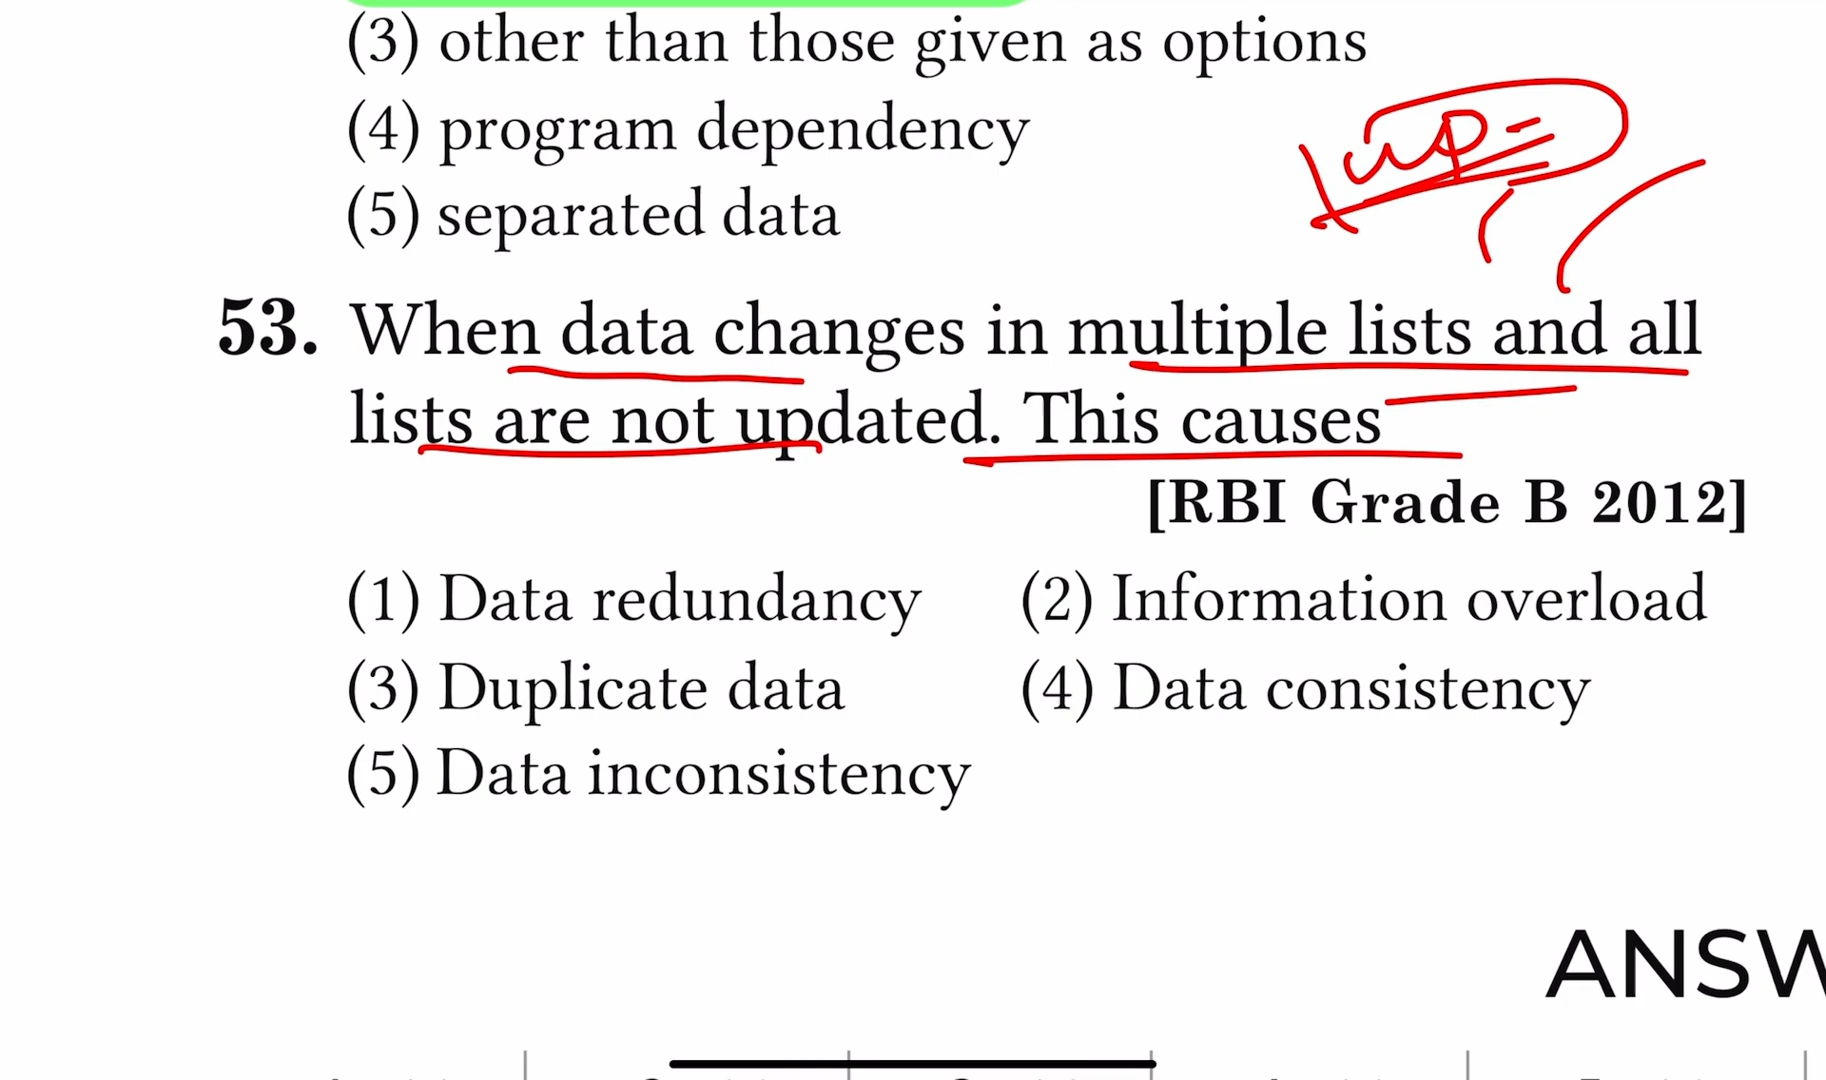 (3) other than those given as options
(4) program dependency
(5) separated data
53. When data changes in multiple lists and all
lists are not updated. This causes
[RBI Grade B 2012]
(1) Data redundancy (2) Information overload
(3) Duplicate data (4) Data consistency
(5) Data inconsistency
ANSW